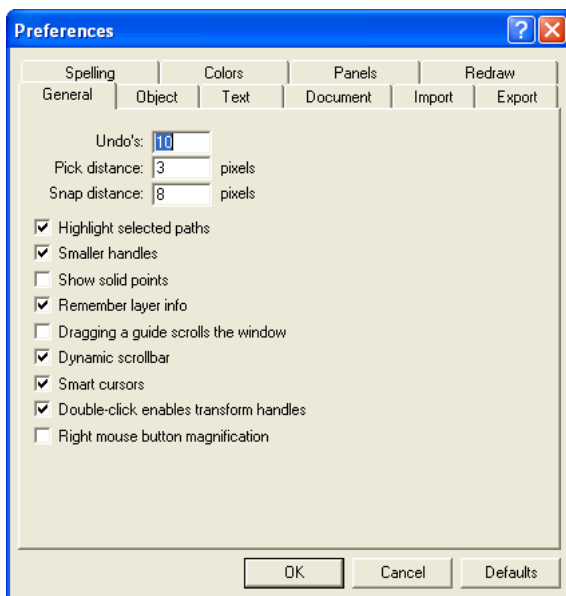 Preferences
Spelling Colors Panels Redraw
General Object Text Document Import Export
Undo's: 10
Pick distance: 3 pixels
Snap distance: 8 pixels
Highlight selected paths
Smaller handles
Show solid points
Remember layer info
Dragging a guide scrolls the window
Dynamic scrollbar
Smart cursors
Double-click enables transform handles
Right mouse button magnification
OK Cancel Defaults